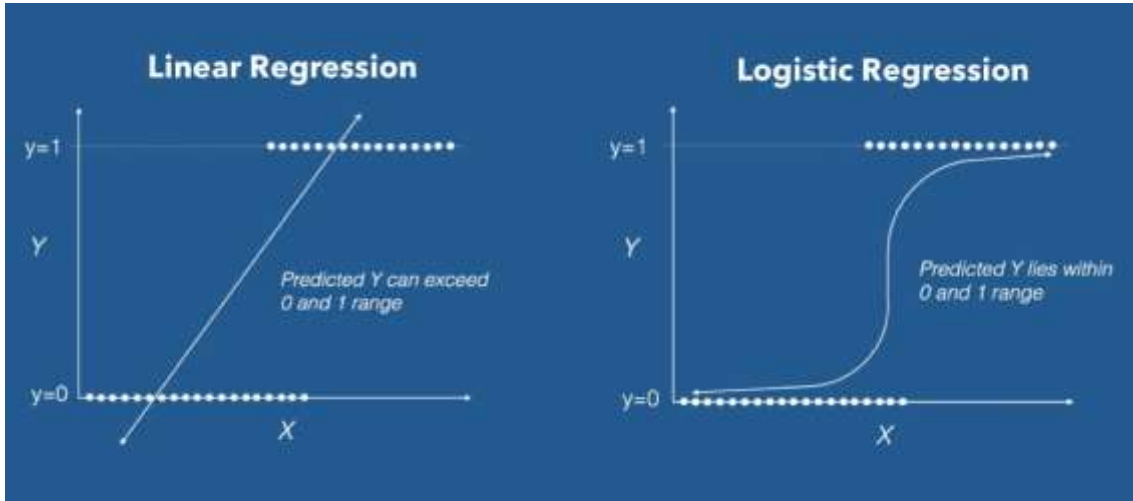 Linear Regression
y=1
Y
Predicted Y can exceed
0 and 1 range
y=0
X
Logistic Regression
y=1
Y
Predicted Y lies within
0 and 1 range
y=0
X